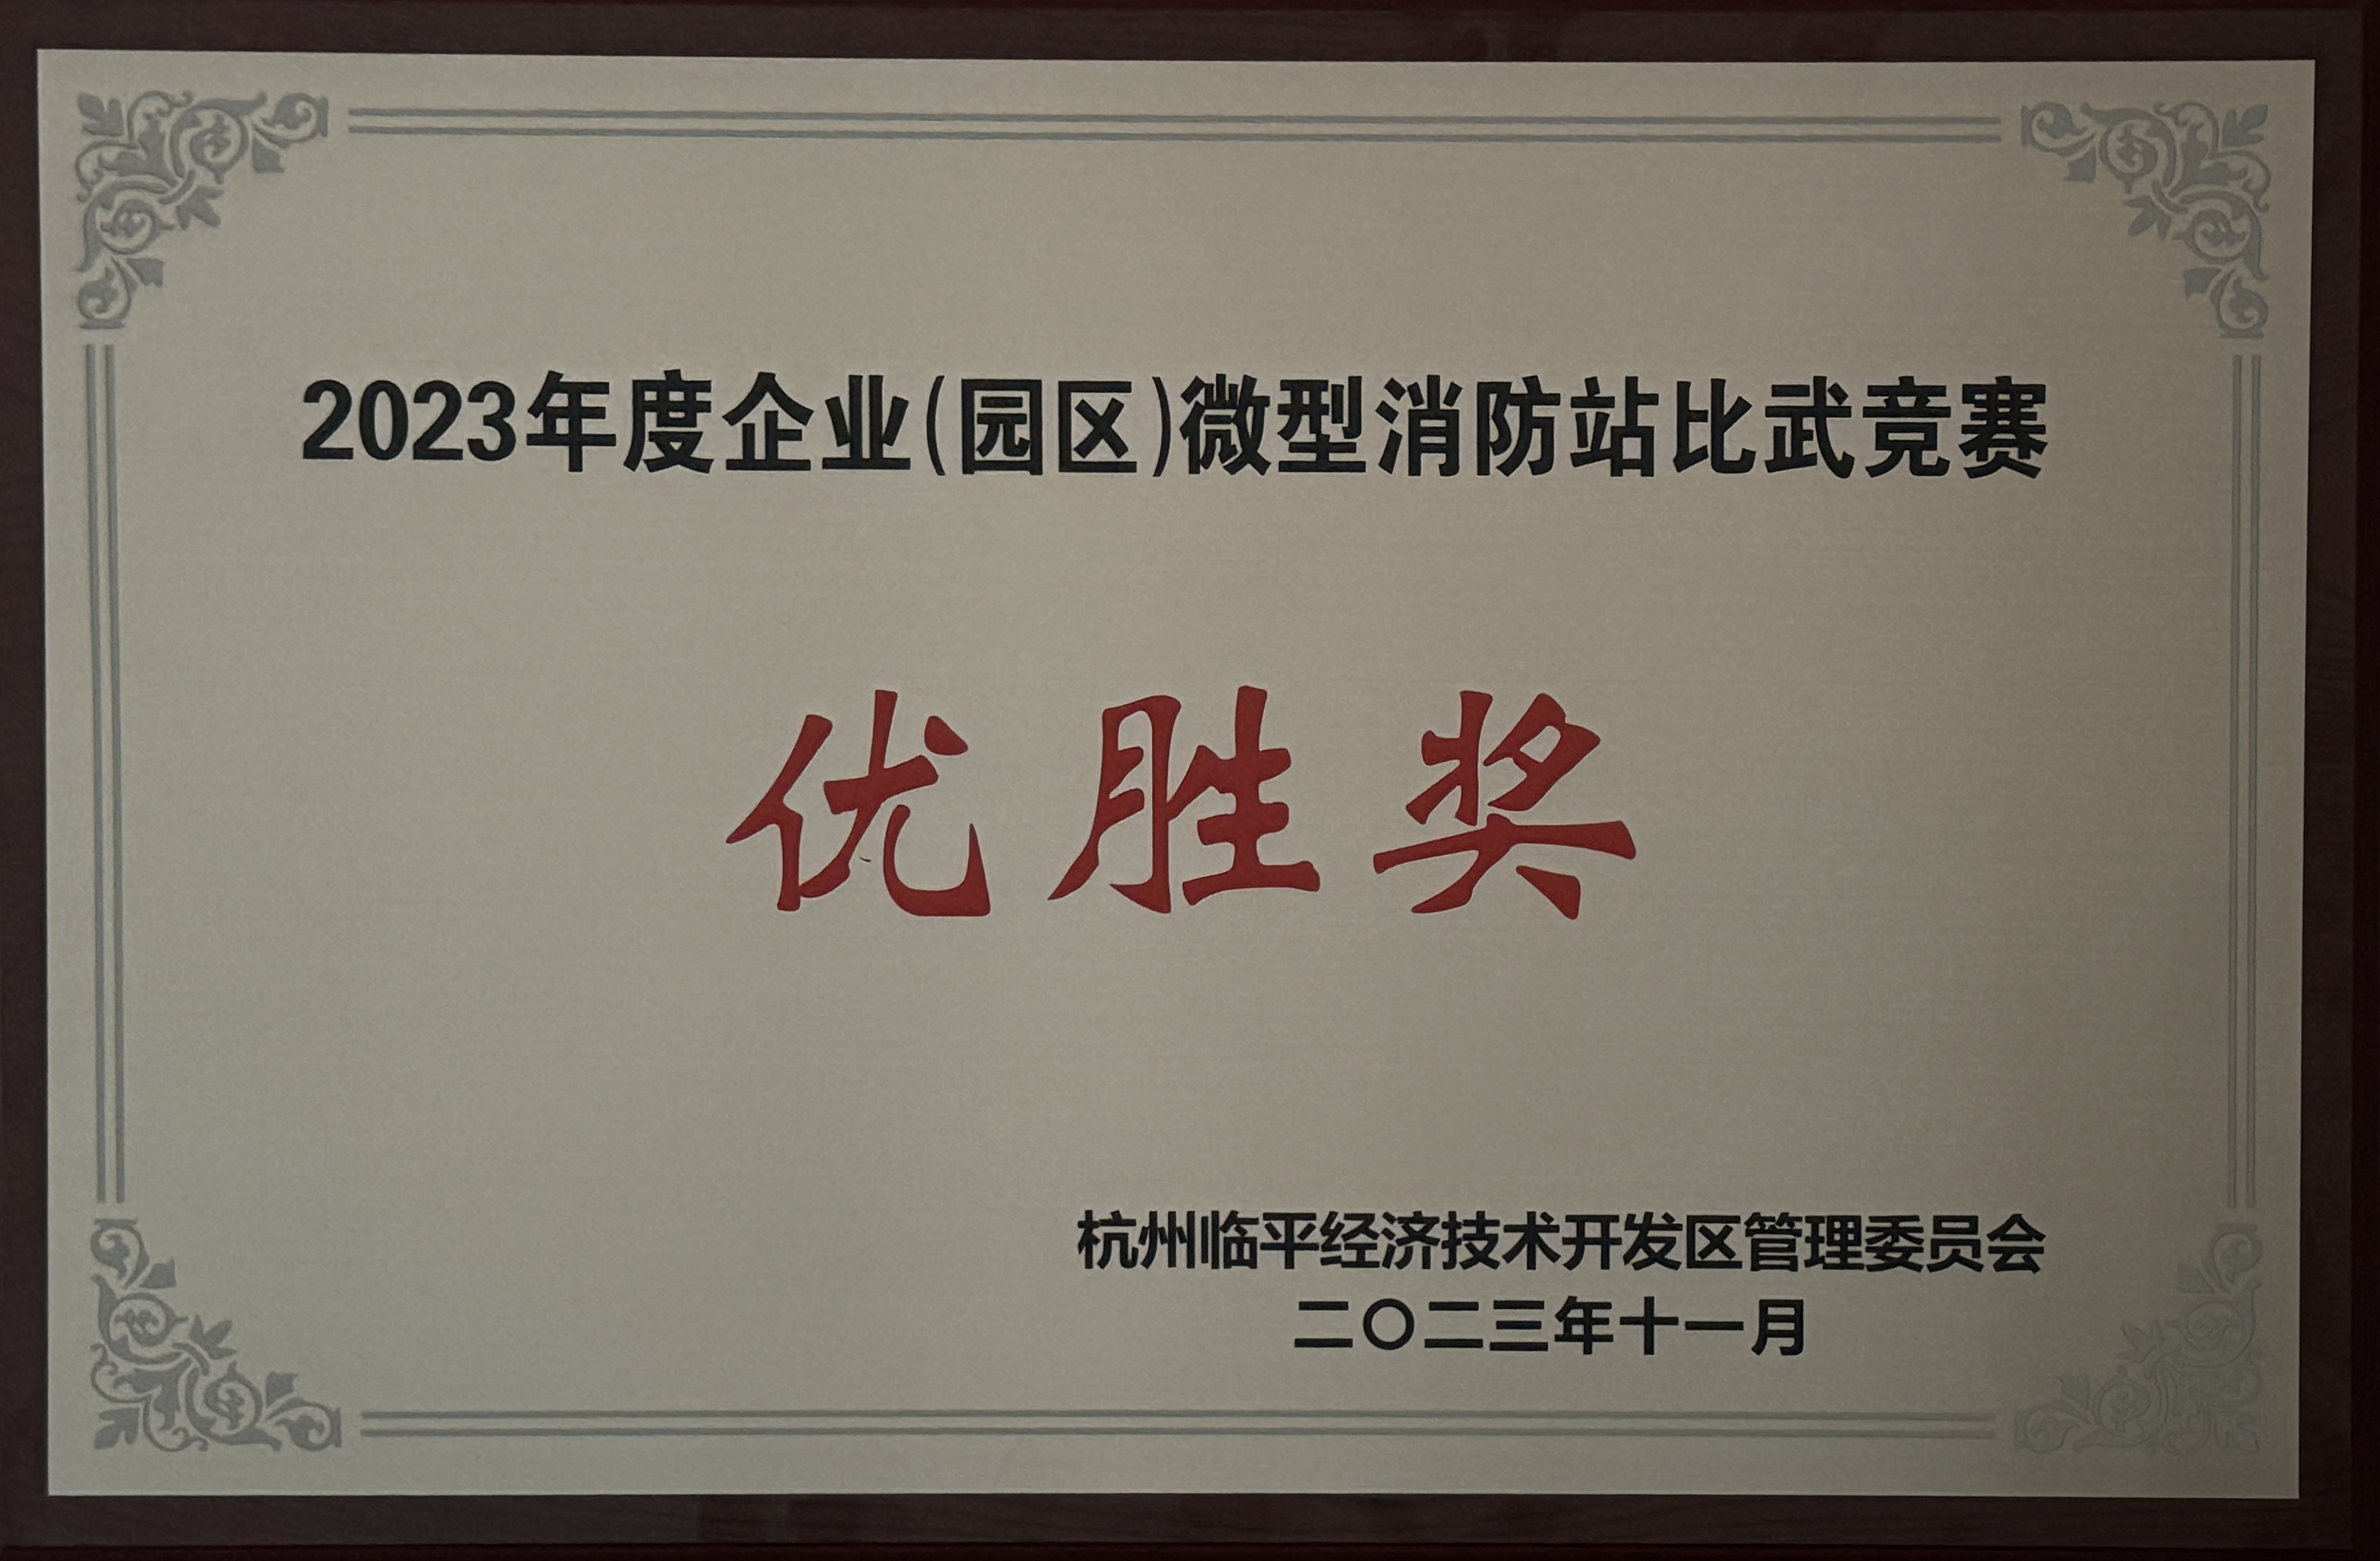 2023年度企业(园区)微型消防站比武竞赛
优胜奖
杭州临平经济技术开发区管理委员会
二〇二三年十一月